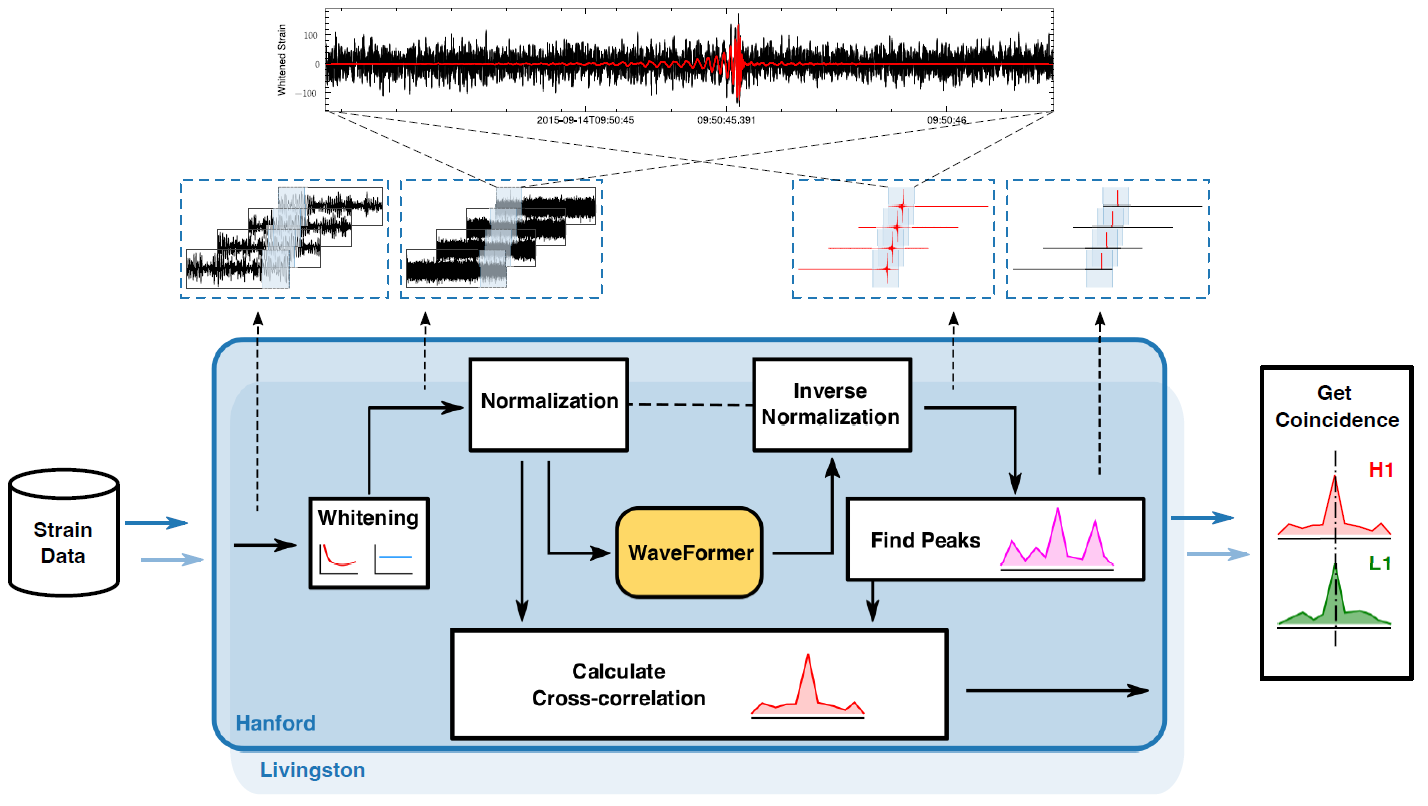 Whitened Strain
100
0
−100
2015-09-14T09:50:45
09:50:45.391
09:50:46
Normalization
Inverse
Normalization
Get
Coincidence
H1
L1
Strain
Data
Whitening
WaveFormer
Find Peaks
Calculate
Cross-correlation
Hanford
Livingston